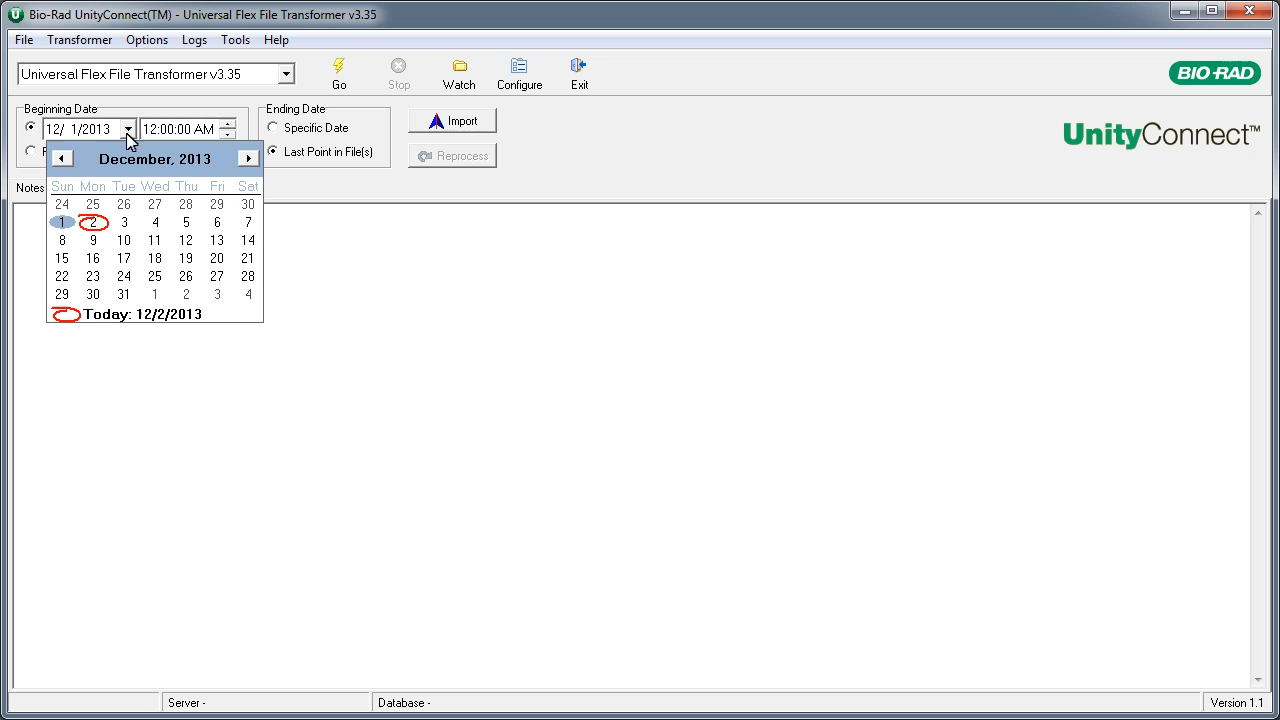 Bio-Rad UnityConnect(TM) - Universal Flex File Transformer v3.35
File Transformer Options Logs Tools Help
Universal Flex File Transformer v3.35
Go Stop Watch Configure Exit
BIO-RAD
Beginning Date
12/ 1/2013 12:00:00 AM
Ending Date
Specific Date
Last Point in File(s)
Import
Reprocess
UnityConnect™
Notes
December, 2013
Sun Mon Tue Wed Thu Fri Sat
24 25 26 27 28 29 30
1 2 3 4 5 6 7
8 9 10 11 12 13 14
15 16 17 18 19 20 21
22 23 24 25 26 27 28
29 30 31 1 2 3 4
Today: 12/2/2013
Server - Database - Version 1.1